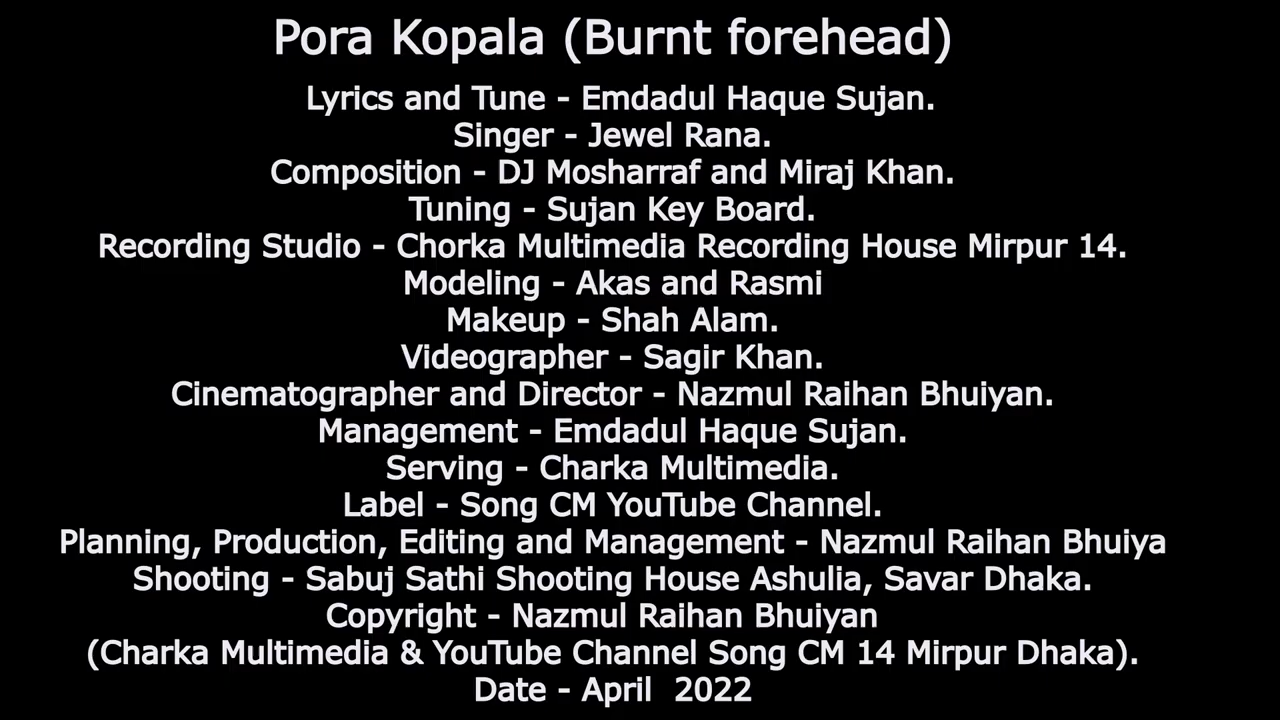 Pora Kopala (Burnt forehead)
Lyrics and Tune - Emdadul Haque Sujan.
Singer - Jewel Rana.
Composition - DJ Mosharraf and Miraj Khan.
Tuning - Sujan Key Board.
Recording Studio - Chorka Multimedia Recording House Mirpur 14.
Modeling - Akas and Rasmi
Makeup - Shah Alam.
Videographer - Sagir Khan.
Cinematographer and Director - Nazmul Raihan Bhuiyan.
Management - Emdadul Haque Sujan.
Serving - Charka Multimedia.
Label - Song CM YouTube Channel.
Planning, Production, Editing and Management - Nazmul Raihan Bhuiya
Shooting - Sabuj Sathi Shooting House Ashulia, Savar Dhaka.
Copyright - Nazmul Raihan Bhuiyan
(Charka Multimedia & YouTube Channel Song CM 14 Mirpur Dhaka).
Date - April  2022